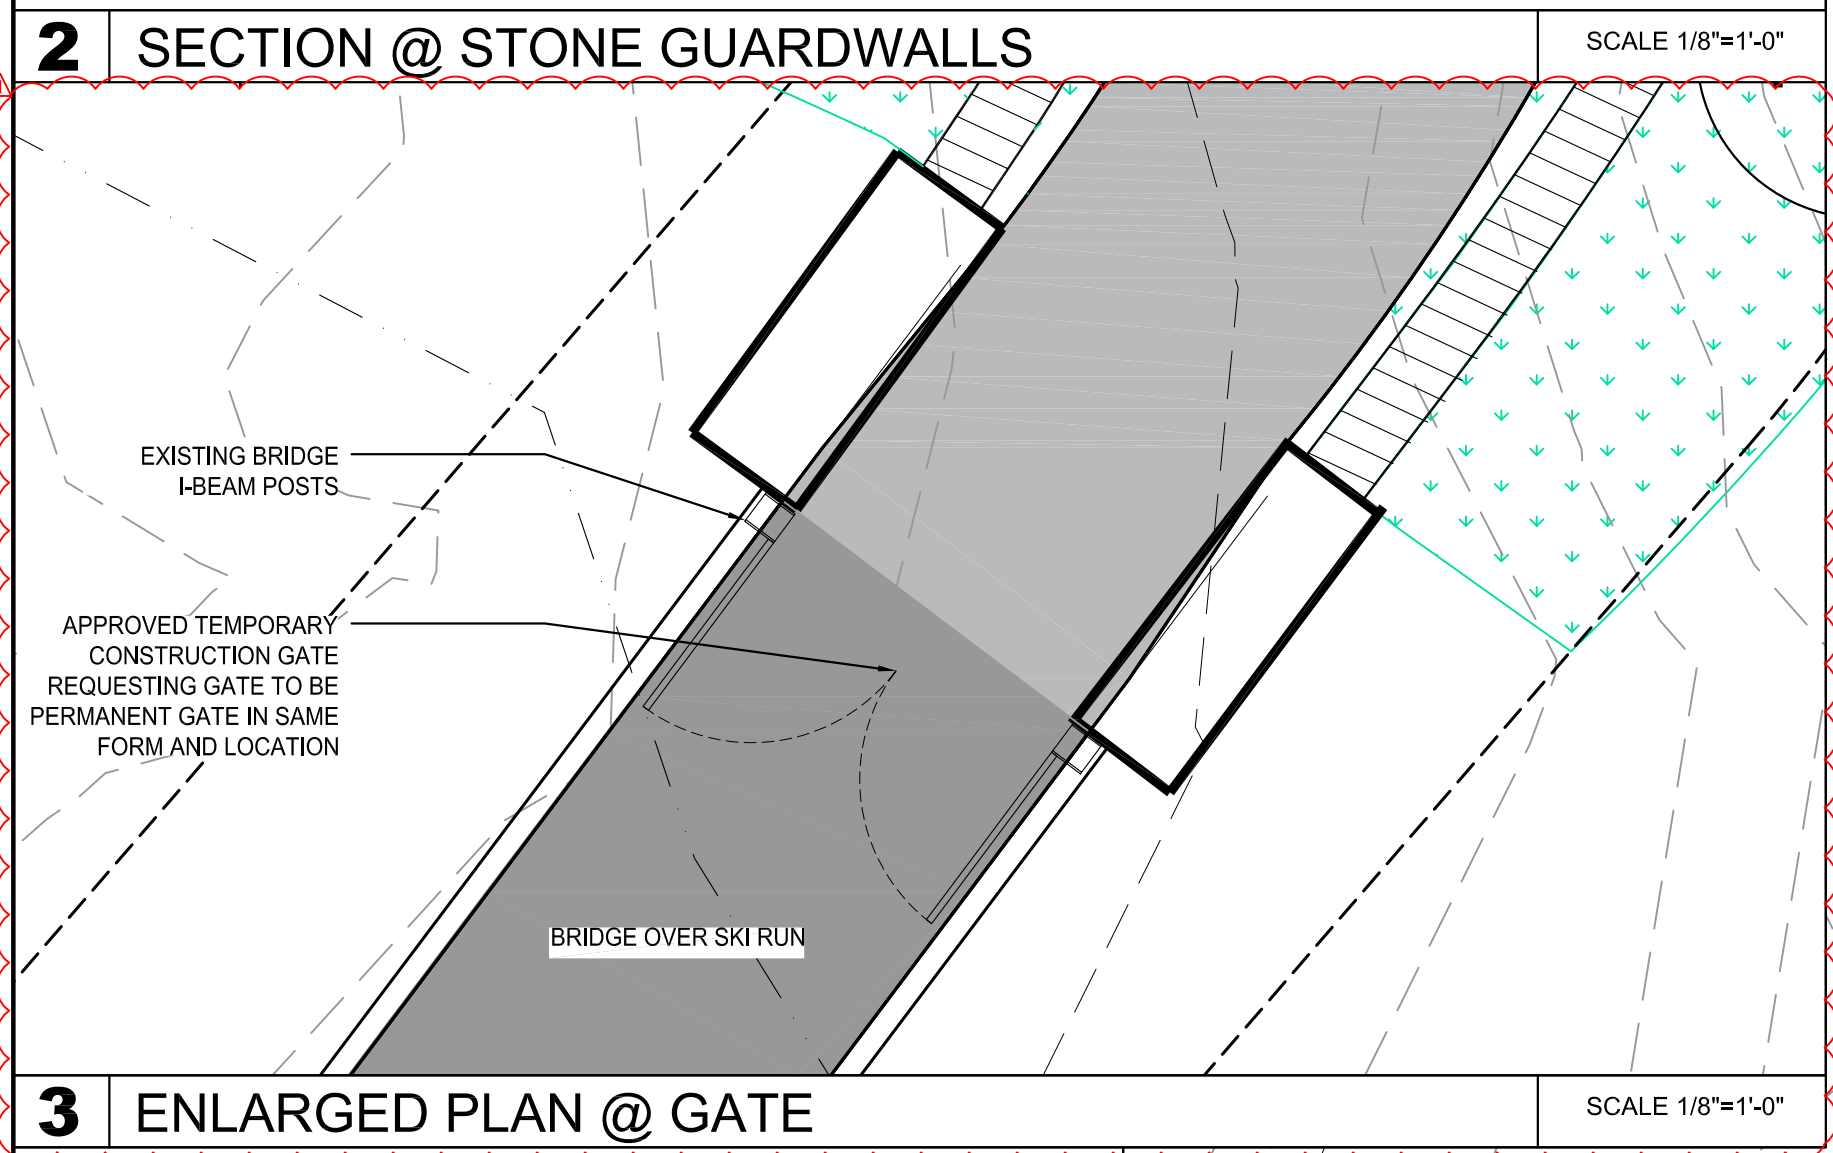 2 SECTION @ STONE GUARDWALLS SCALE 1/8"=1'-0"
EXISTING BRIDGE
I-BEAM POSTS
APPROVED TEMPORARY
CONSTRUCTION GATE
REQUESTING GATE TO BE
PERMANENT GATE IN SAME
FORM AND LOCATION
BRIDGE OVER SKI RUN
3 ENLARGED PLAN @ GATE SCALE 1/8"=1'-0"